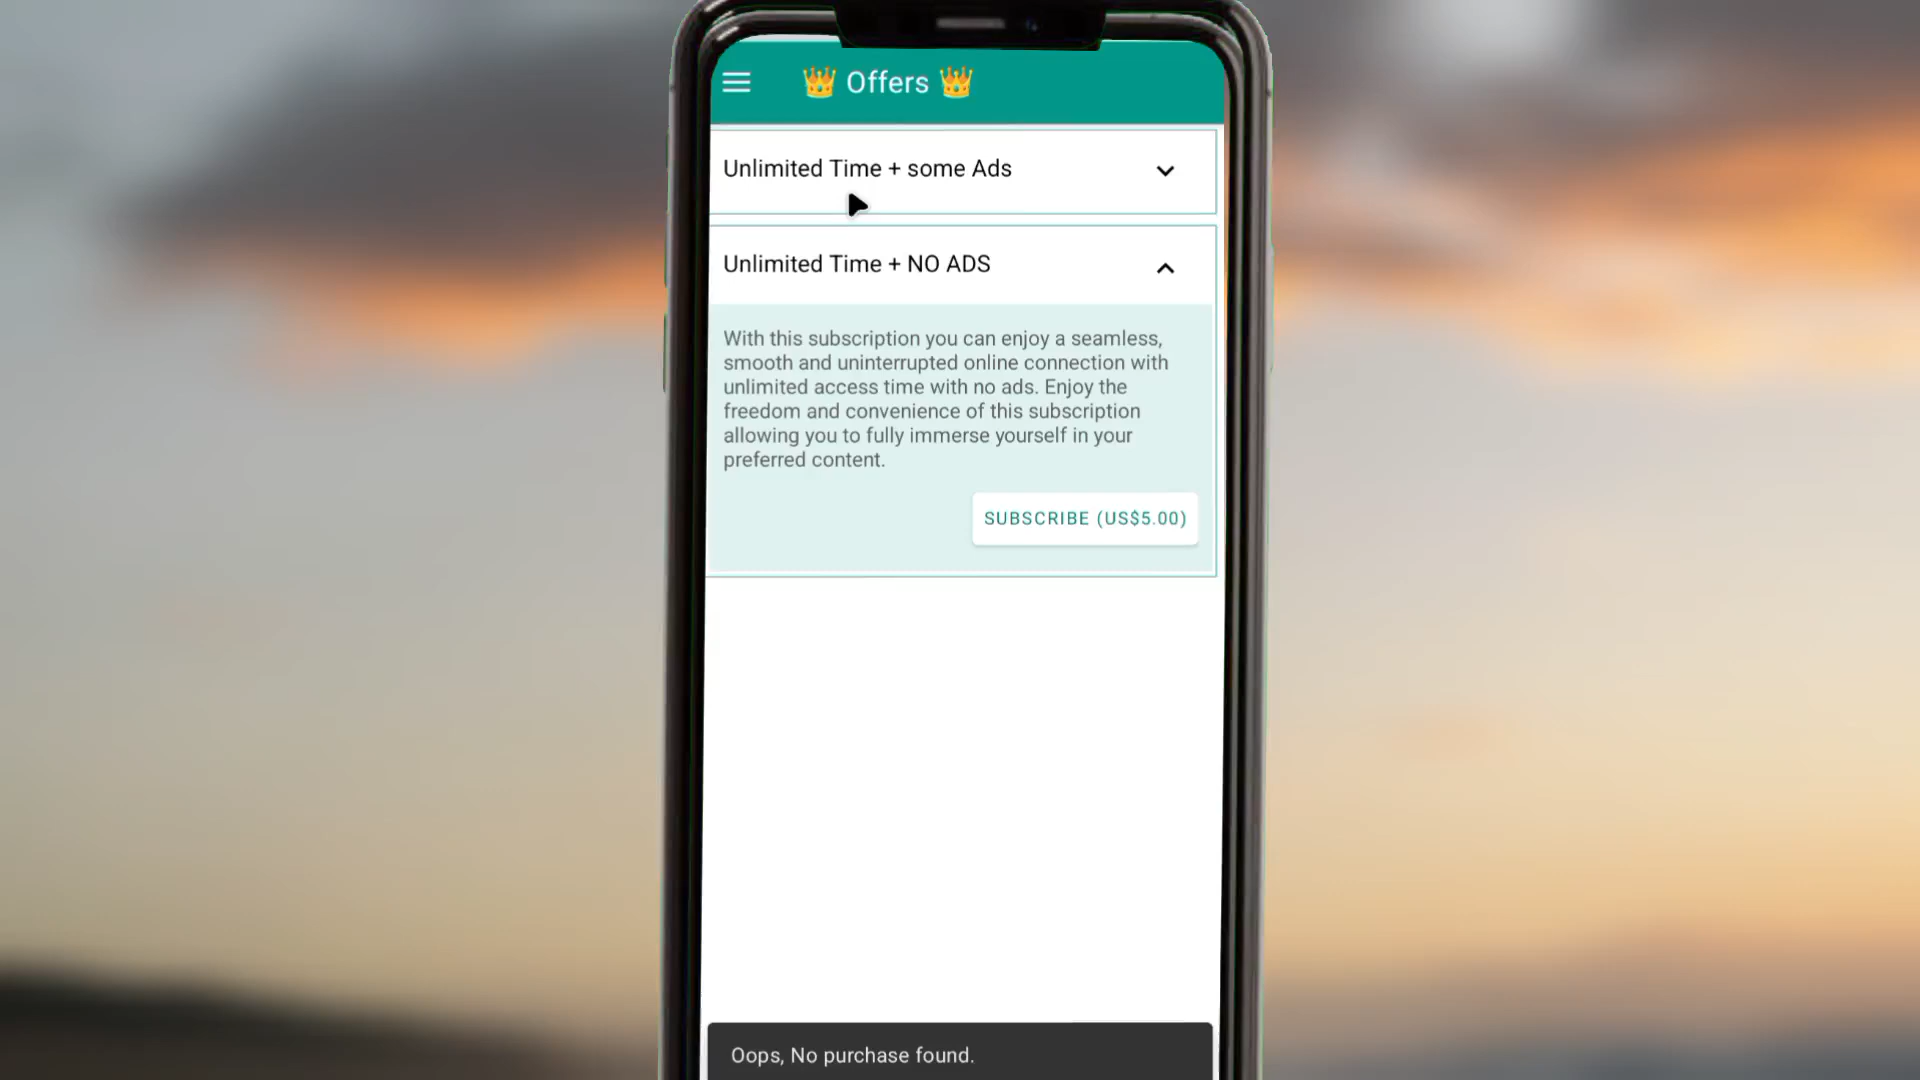 👑 Offers 👑
Unlimited Time + some Ads
Unlimited Time + NO ADS
With this subscription you can enjoy a seamless,
smooth and uninterrupted online connection with
unlimited access time with no ads. Enjoy the
freedom and convenience of this subscription
allowing you to fully immerse yourself in your
preferred content.
SUBSCRIBE (US$5.00)
Oops, No purchase found.